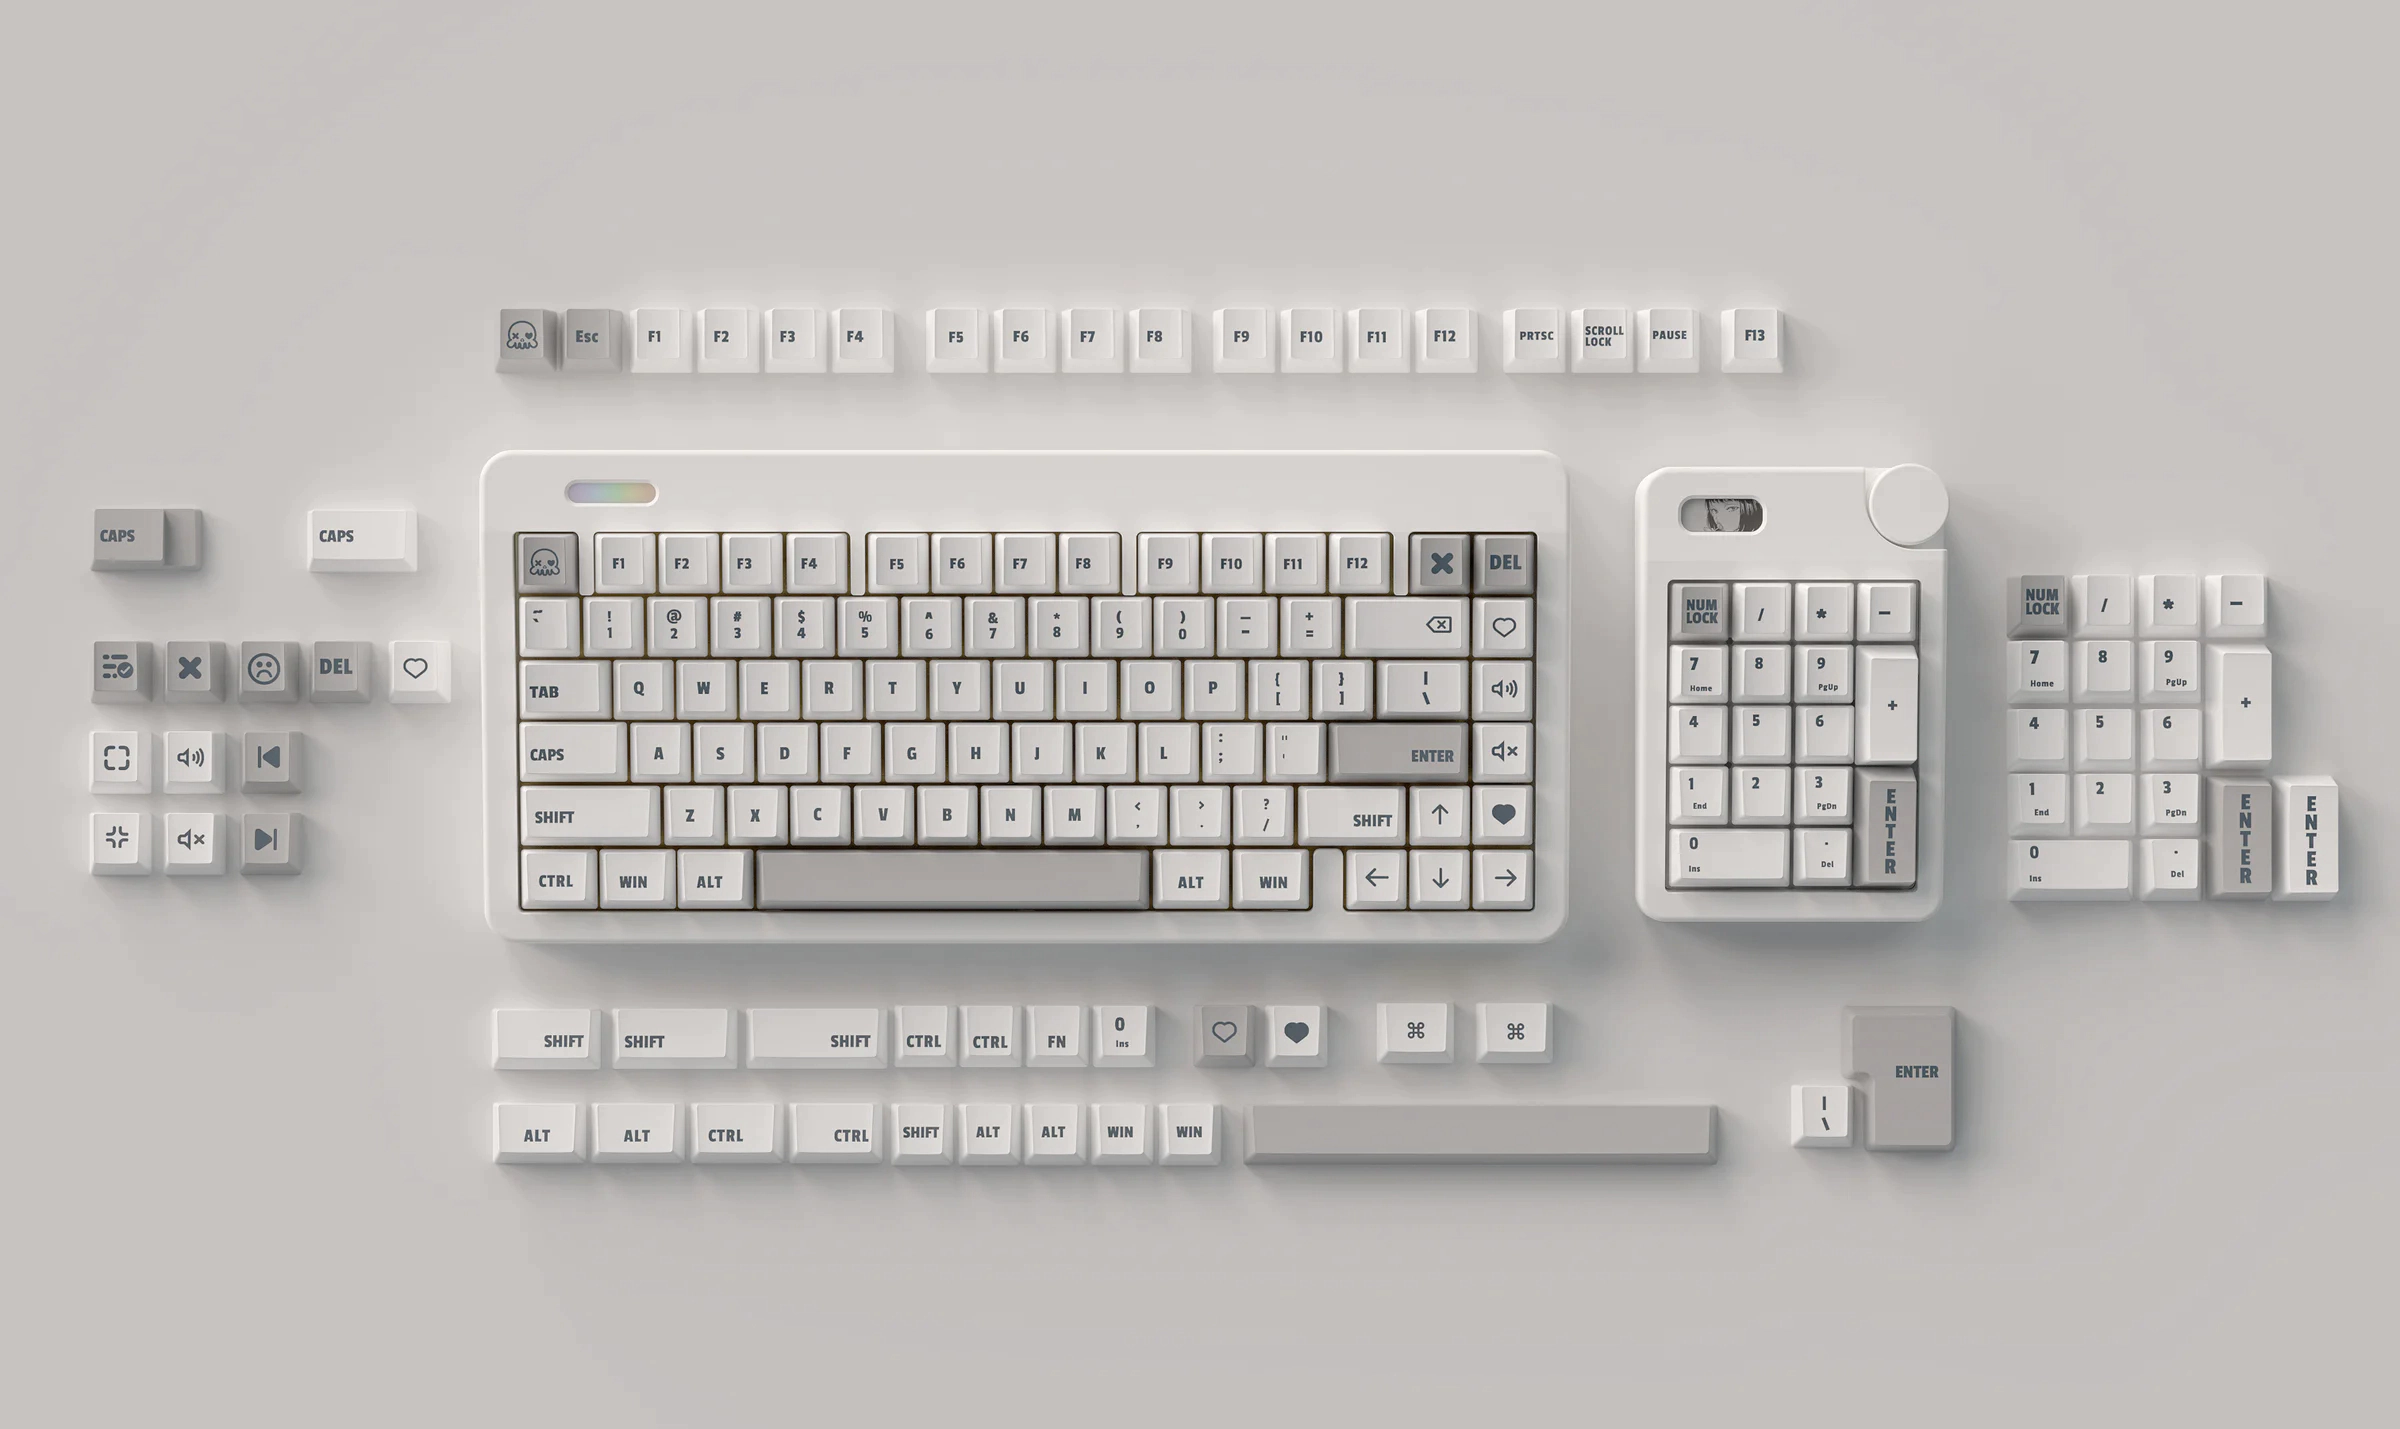 Esc F1 F2 F3 F4 F5 F6 F7 F8 F9 F10 F11 F12 PRTSC SCROLL LOCK PAUSE F13
CAPS CAPS
DEL
F1 F2 F3 F4 F5 F6 F7 F8 F9 F10 F11 F12 DEL
~ ! @ # $ % ^ & * ( ) — +
1 2 3 4 5 6 7 8 9 0 - =
TAB Q W E R T Y U I O P { [ } ] | \
CAPS A S D F G H J K L : ; " ' ENTER
SHIFT Z X C V B N M < , > . ? / SHIFT ↑
CTRL WIN ALT ALT WIN ← ↓ →
NUM LOCK / * −
7 Home 8 9 PgUp +
4 5 6
1 End 2 3 PgDn ENTER
0 Ins . Del
NUM LOCK / * −
7 Home 8 9 PgUp +
4 5 6
1 End 2 3 PgDn ENTER ENTER
0 Ins . Del
SHIFT SHIFT SHIFT CTRL CTRL FN 0 Ins ⌘ ⌘
ALT ALT CTRL CTRL SHIFT ALT ALT WIN WIN
| \ ENTER